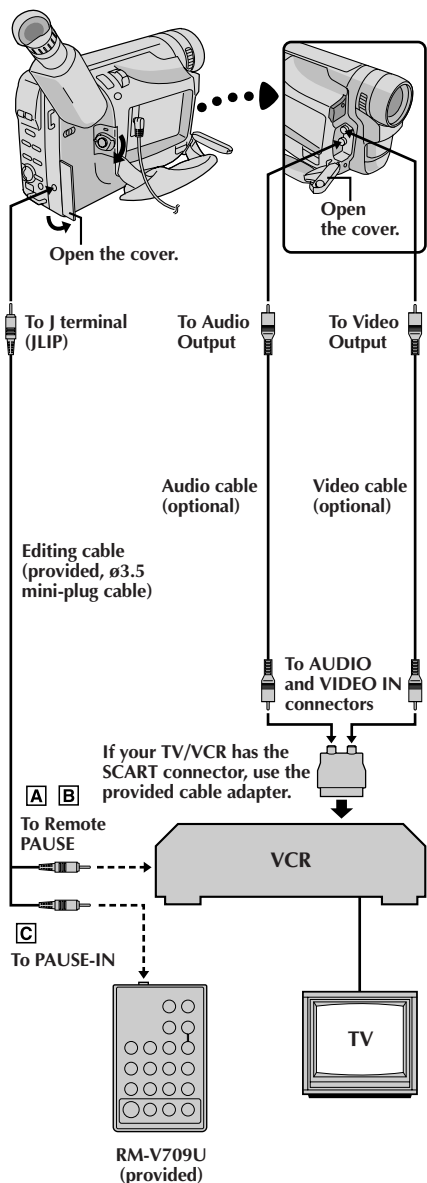 Open the cover.
Open
the cover.
To J terminal
(JLIP)
To Audio
Output
To Video
Output
Audio cable
(optional)
Video cable
(optional)
Editing cable
(provided, ø3.5
mini-plug cable)
To AUDIO
and VIDEO IN
connectors
If your TV/VCR has the
SCART connector, use the
provided cable adapter.
A B
To Remote
PAUSE
VCR
C
To PAUSE-IN
TV
RM-V709U
(provided)